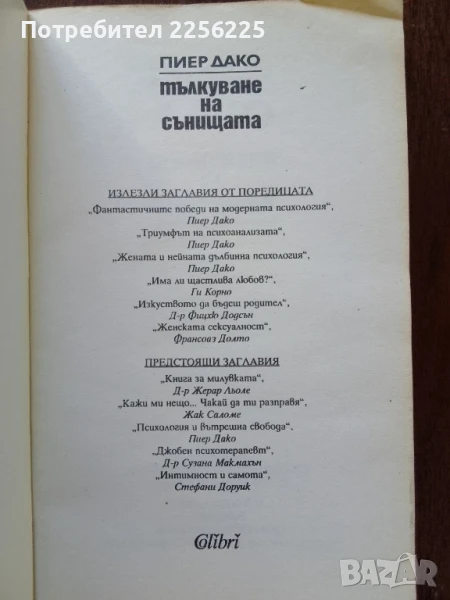 Потребител 7520502
ПИЕР ДАКО
тълкуване
на
сънищата
ИЗЛЕЗЛИ ЗАГЛАВИЯ ОТ ПОРЕДИЦАТА
„Фантастичните победи на модерната психология“,
Пиер Дако
„Триумфът на психоанализата“,
Пиер Дако
„Жената и нейната дълбинна психология“,
Пиер Дако
„Има ли щастлива любов?“,
Ги Корно
„Изкуството да бъдеш родител“,
Д-р Фицхю Додсън
„Женската сексуалност“,
Франсоаз Долто
ПРЕДСТОЯЩИ ЗАГЛАВИЯ
„Книга за милувката“,
Д-р Жерар Льоле
„Кажи ми нещо... Чакай да ти разправя“,
Жак Саломе
„Психология и вътрешна свобода“,
Пиер Дако
„Джобен психотерапевт“,
Д-р Сузана Макмахън
„Интимност и самота“,
Стефани Доруик
Colibri
BAZAR